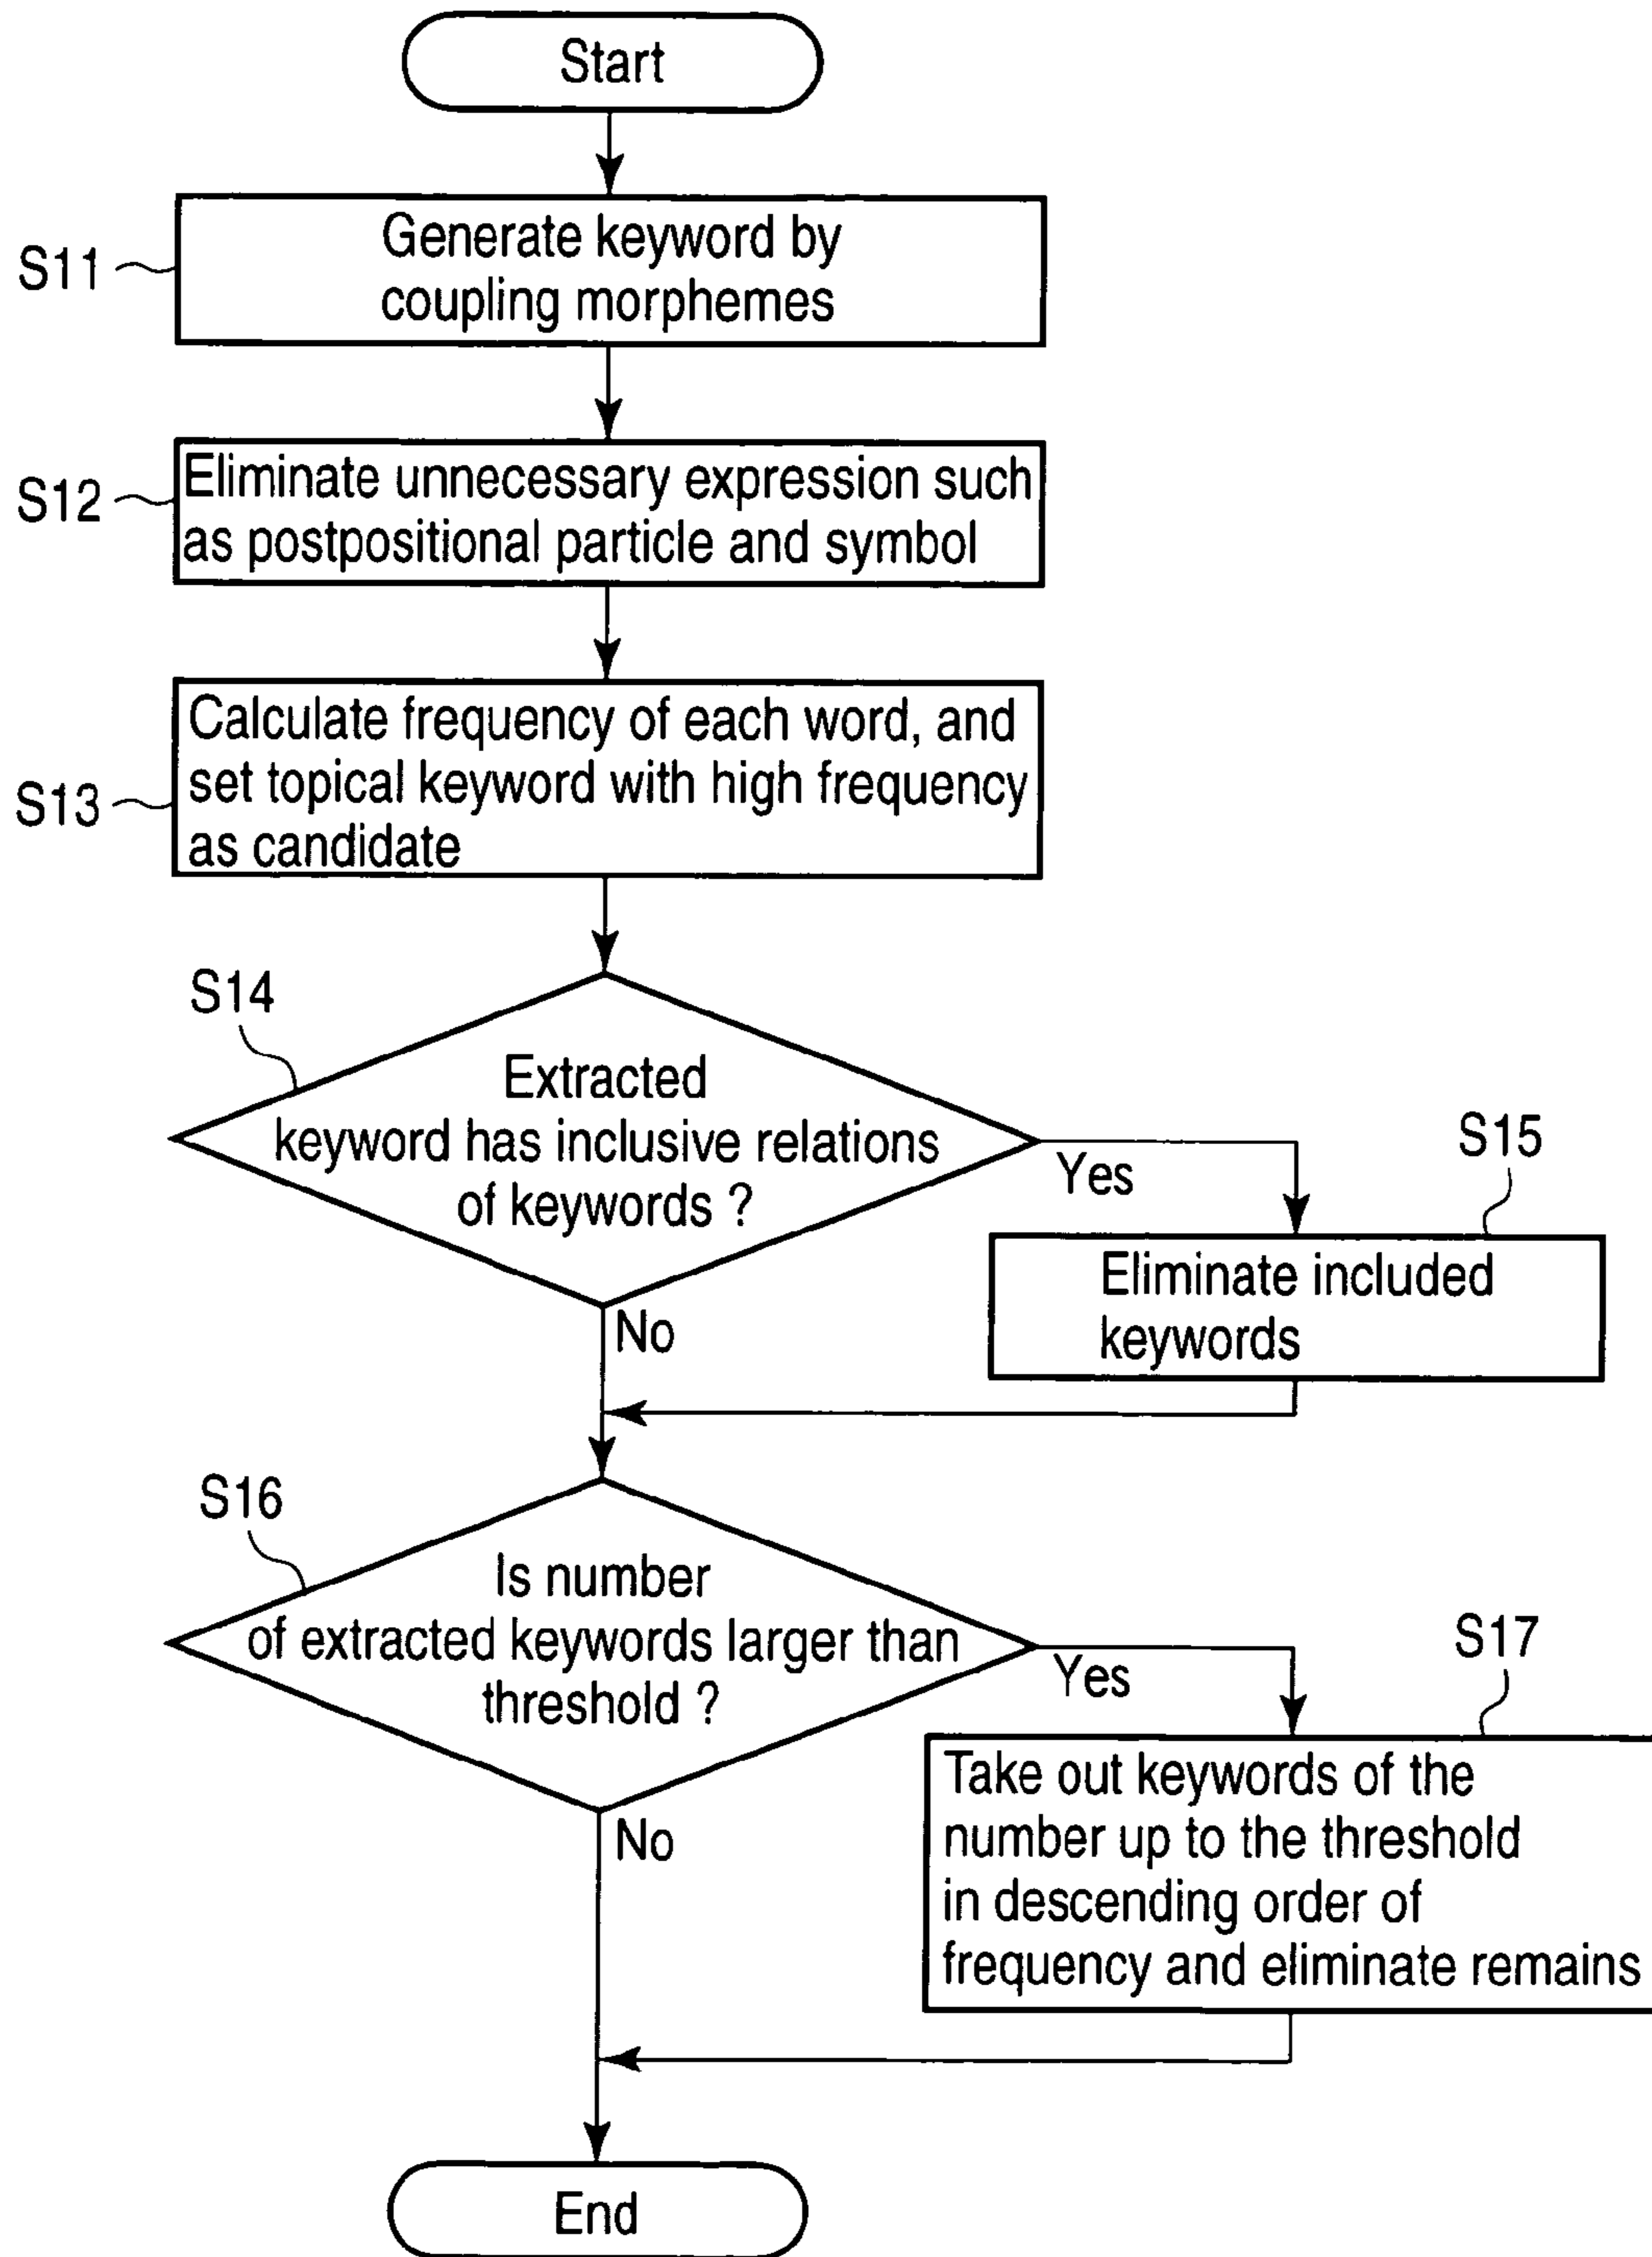 Start
S11
Generate keyword by
coupling morphemes
S12
Eliminate unnecessary expression such
as postpositional particle and symbol
S13
Calculate frequency of each word, and
set topical keyword with high frequency
as candidate
S14
Extracted
keyword has inclusive relations
of keywords ?
Yes
No
S15
Eliminate included
keywords
S16
Is number
of extracted keywords larger than
threshold ?
Yes
No
S17
Take out keywords of the
number up to the threshold
in descending order of
frequency and eliminate remains
End